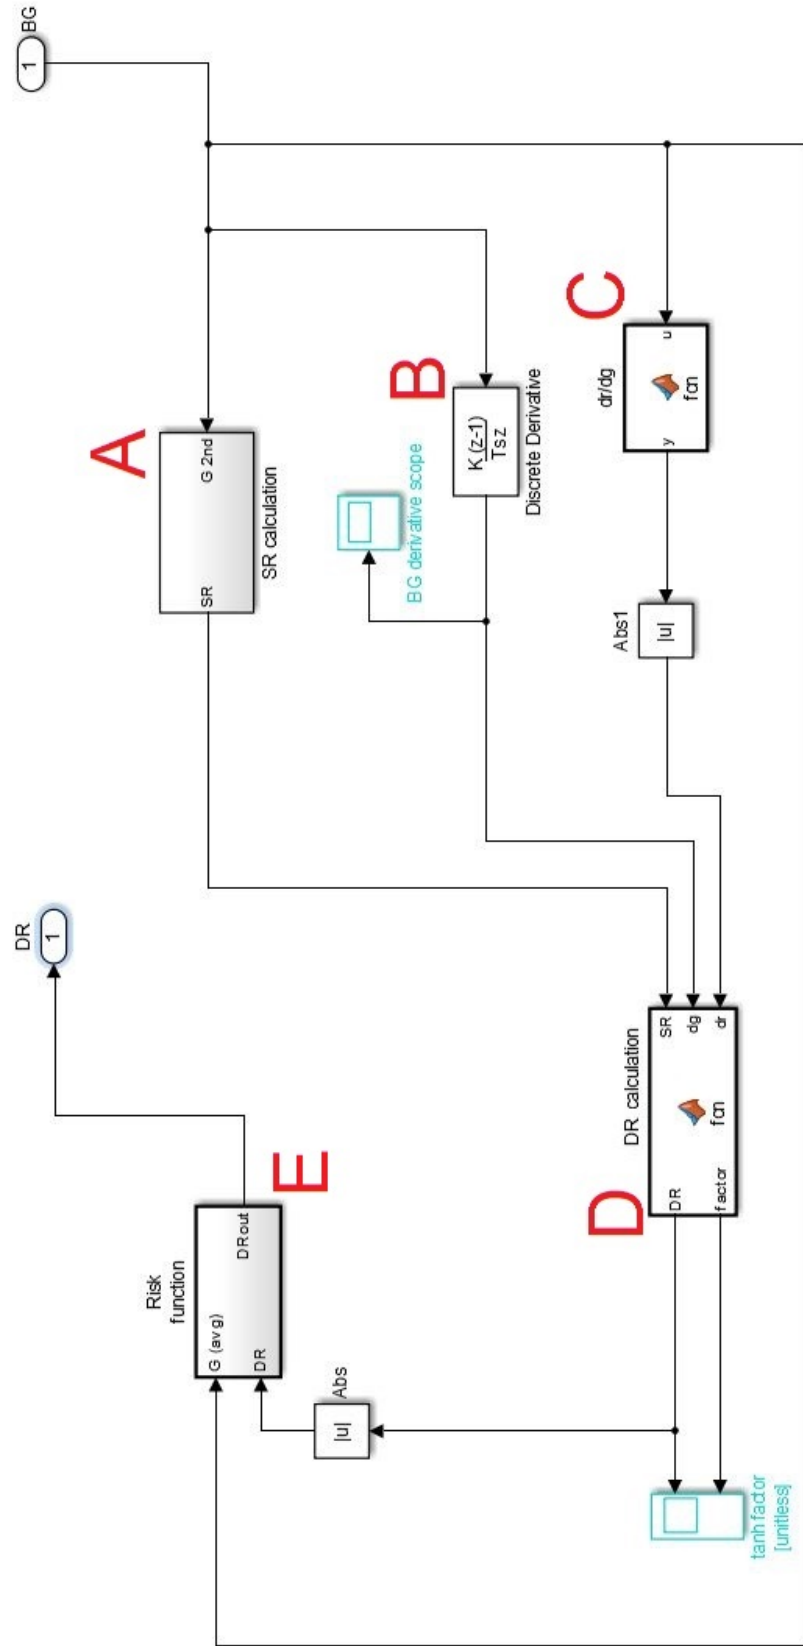 1
BG
A
G 2nd
SR
SR calculation
B
K (z-1)
Ts z
Discrete Derivative
BG derivative scope
C
dr/dg
u
y
fcn
Abs1
|u|
DR
1
D
DR calculation
SR
dg
dr
DR
factor
fcn
E
Risk
function
G (avg)
DR
DRout
Abs
|u|
tanh factor
[unitless]